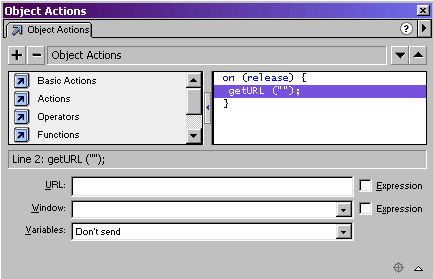 Object Actions
Object Actions
?
+ − Object Actions
Basic Actions
Actions
Operators
Functions
on (release) {
getURL ("");
}
Line 2: getURL ("");
URL:
Expression
Window:
Expression
Variables: Don't send